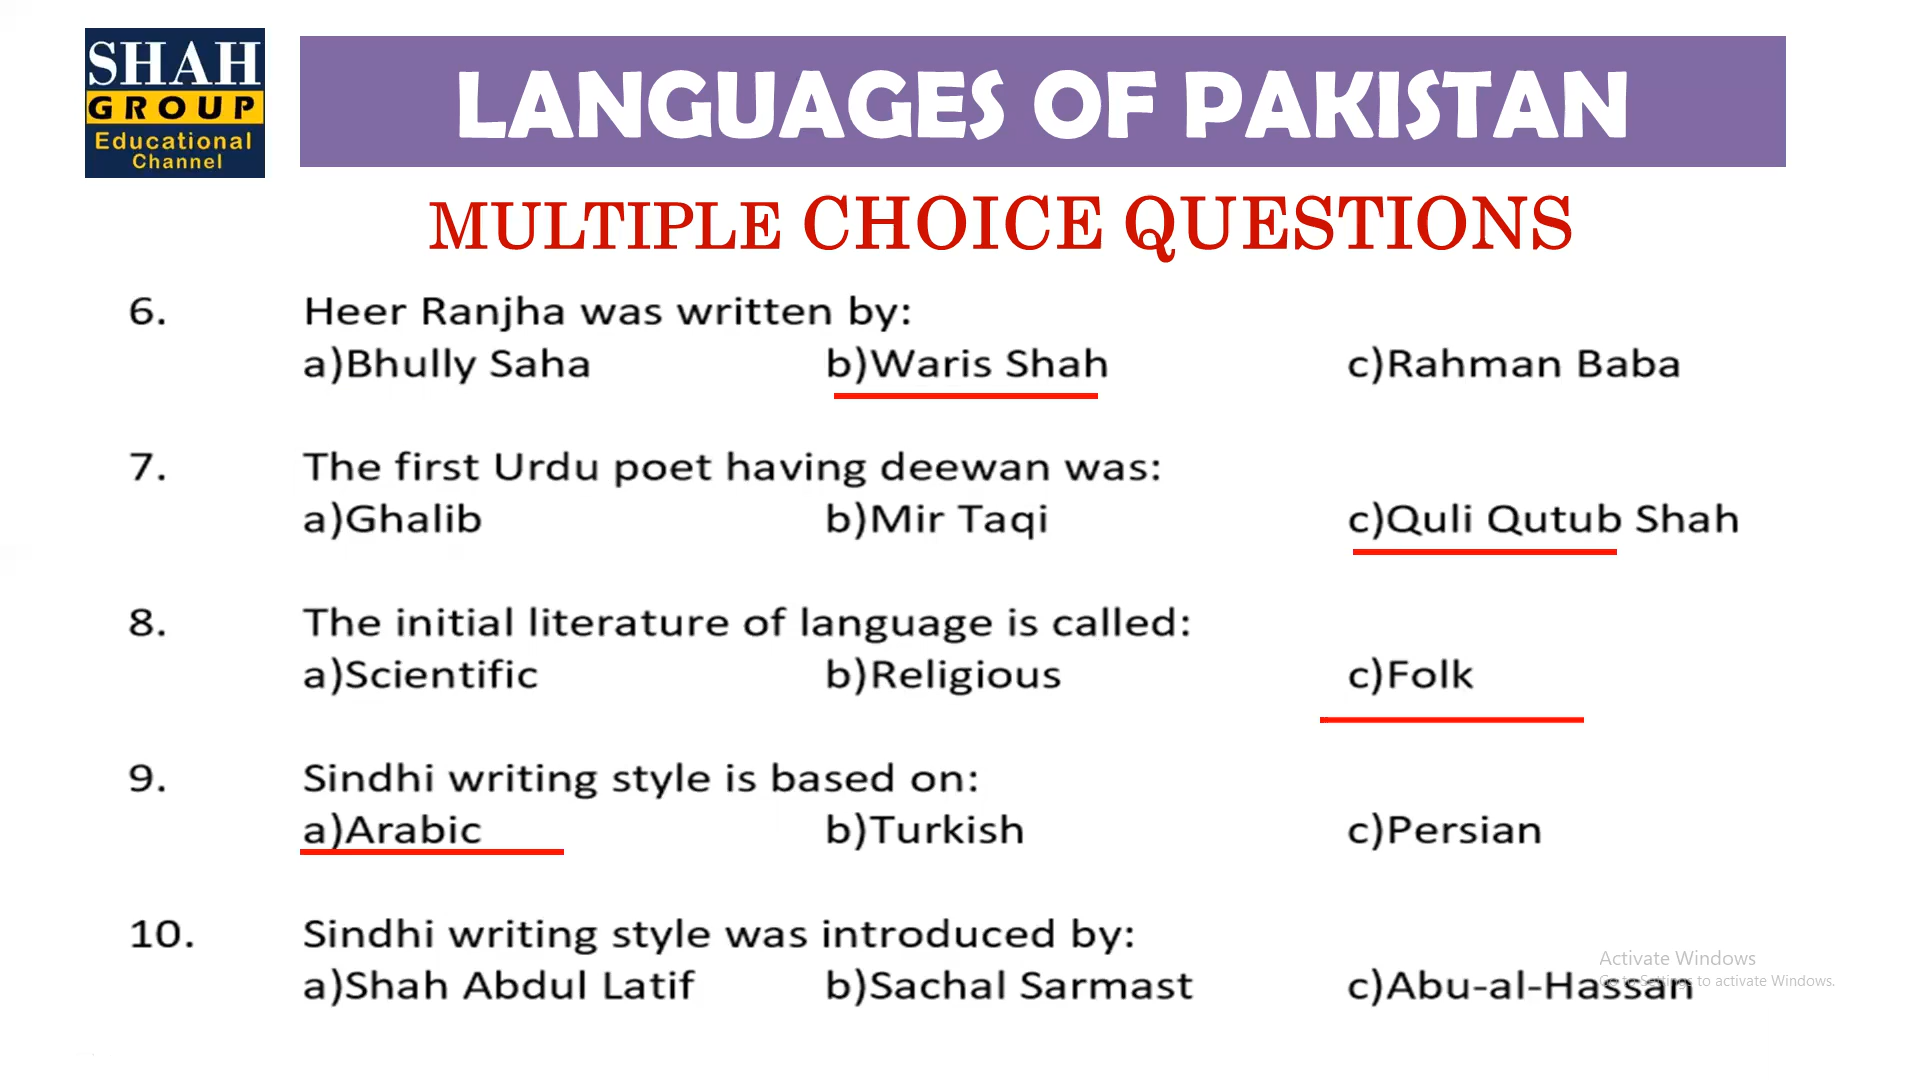 SHAH
GROUP
Educational
Channel
LANGUAGES OF PAKISTAN
MULTIPLE CHOICE QUESTIONS
6. Heer Ranjha was written by:
a)Bhully Saha b)Waris Shah c)Rahman Baba
7. The first Urdu poet having deewan was:
a)Ghalib b)Mir Taqi c)Quli Qutub Shah
8. The initial literature of language is called:
a)Scientific b)Religious c)Folk
9. Sindhi writing style is based on:
a)Arabic b)Turkish c)Persian
10. Sindhi writing style was introduced by:
a)Shah Abdul Latif b)Sachal Sarmast c)Abu-al-Hassan
Activate Windows
Go to Settings to activate Windows.